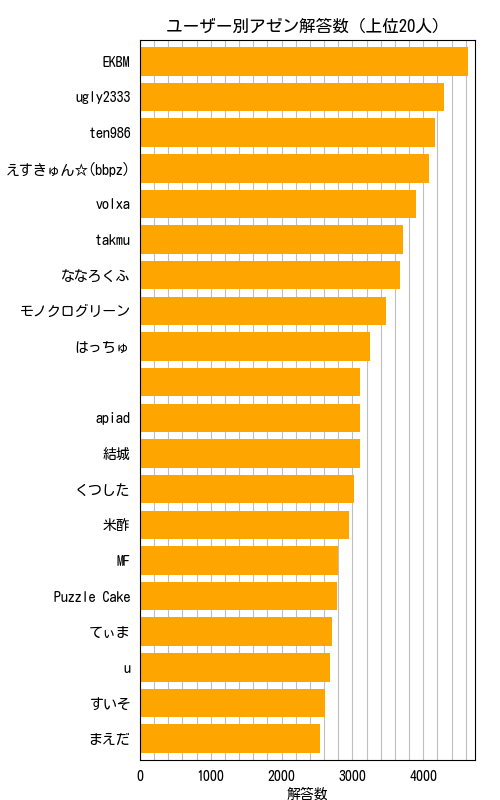 ユーザー別アゼン解答数 (上位20人)
EKBM
ugly2333
ten986
えすきゅん☆(bbpz)
volxa
takmu
ななろくふ
モノクログリーン
はっちゅ
apiad
結城
くつした
米酢
MF
Puzzle Cake
てぃま
u
すいそ
まえだ
0 1000 2000 3000 4000
解答数